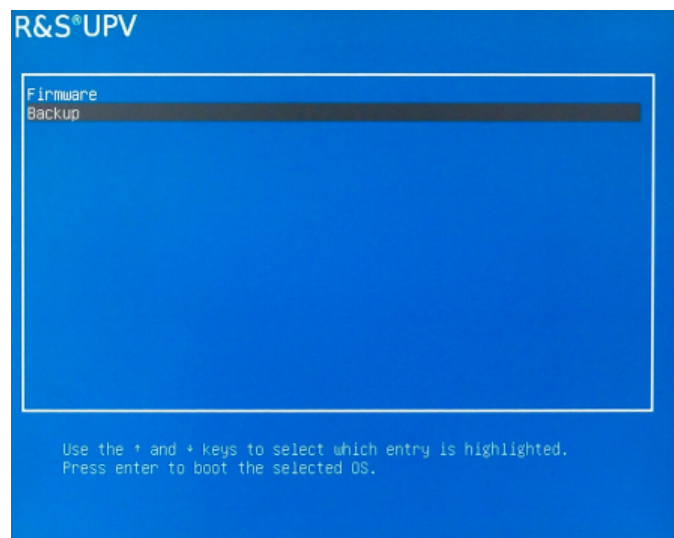 R&S®UPV
Firmware
Backup
Use the ↑ and ↓ keys to select which entry is highlighted.
Press enter to boot the selected OS.